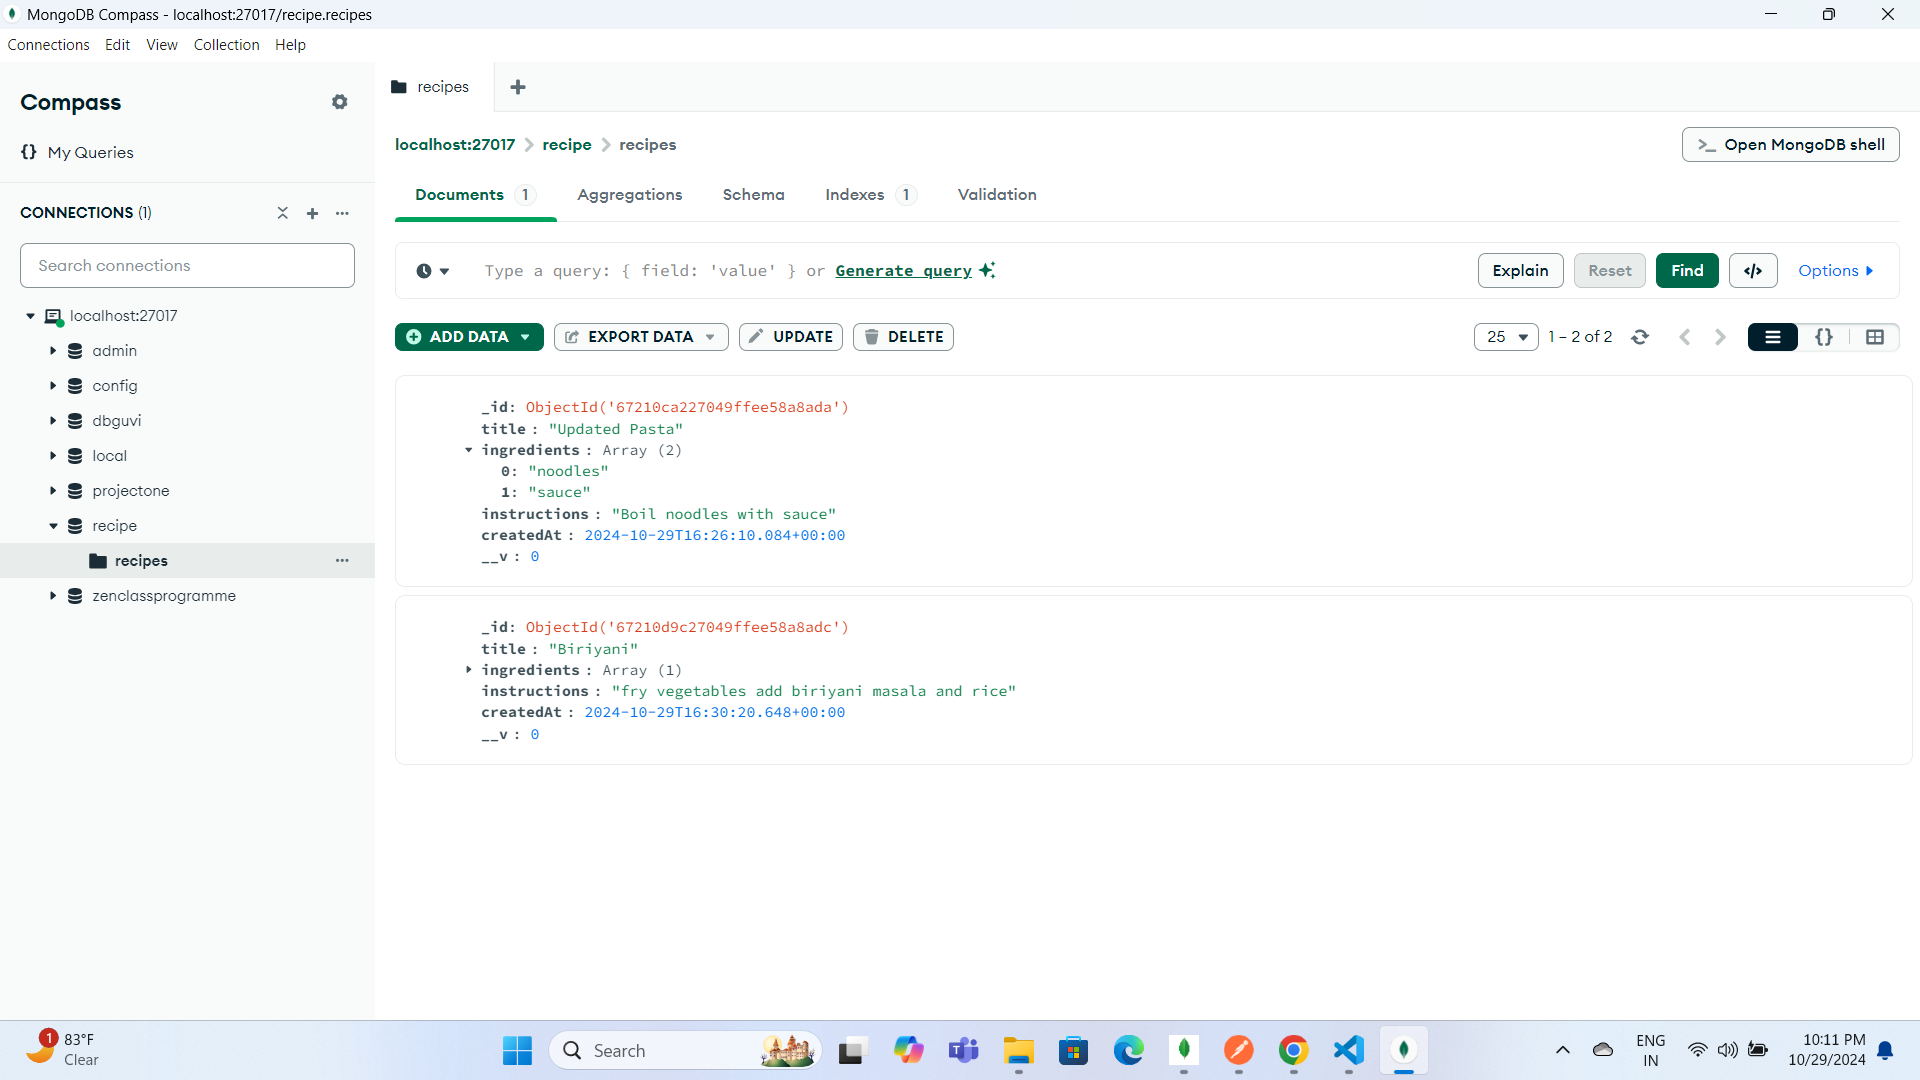 MongoDB Compass - localhost:27017/recipe.recipes
Connections Edit View Collection Help
Compass
{} My Queries
CONNECTIONS (1)
Search connections
localhost:27017
admin
config
dbguvi
local
projectone
recipe
recipes
zenclassprogramme
recipes
localhost:27017 > recipe > recipes
>_ Open MongoDB shell
Documents 1 Aggregations Schema Indexes 1 Validation
Type a query: { field: 'value' } or Generate query
Explain Reset Find </> Options
ADD DATA EXPORT DATA UPDATE DELETE
25 1 – 2 of 2 {}
_id: ObjectId('67210ca227049ffee58a8ada')
title : "Updated Pasta"
ingredients : Array (2)
0: "noodles"
1: "sauce"
instructions : "Boil noodles with sauce"
createdAt : 2024-10-29T16:26:10.084+00:00
__v : 0
_id: ObjectId('67210d9c27049ffee58a8adc')
title : "Biriyani"
ingredients : Array (1)
instructions : "fry vegetables add biriyani masala and rice"
createdAt : 2024-10-29T16:30:20.648+00:00
__v : 0
1
83°F
Clear
Search
ENG
IN
10:11 PM
10/29/2024